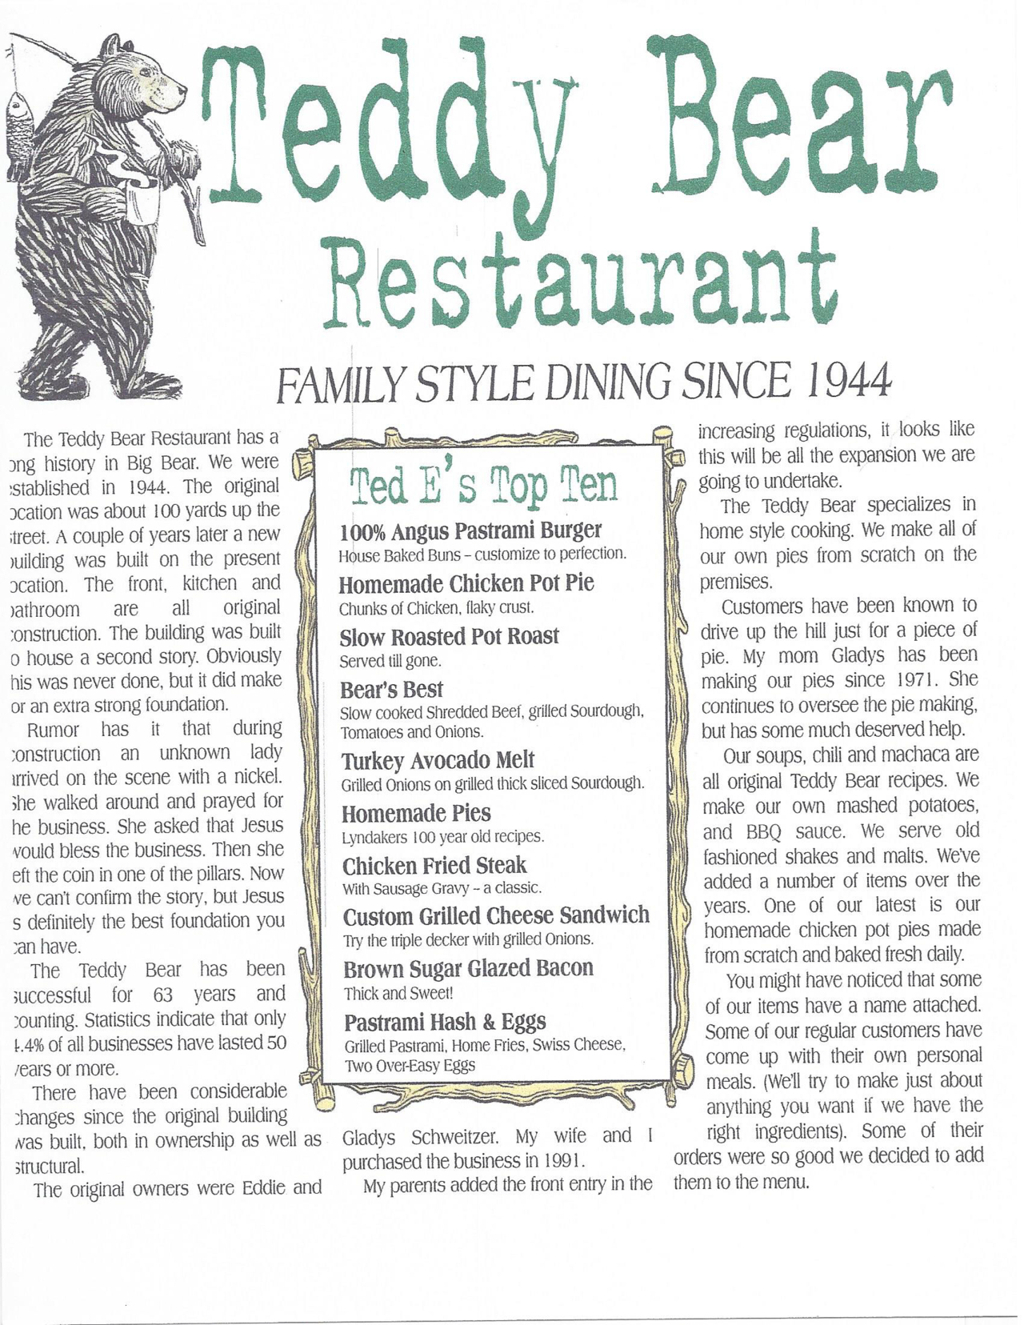 Teddy Bear
Restaurant
FAMILY STYLE DINING SINCE 1944
The Teddy Bear Restaurant has a
ong history in Big Bear. We were
stablished in 1944. The original
ocation was about 100 yards up the
treet. A couple of years later a new
uilding was built on the present
ocation. The front, kitchen and
athroom are all original
onstruction. The building was built
o house a second story. Obviously
his was never done, but it did make
or an extra strong foundation.
Rumor has it that during
onstruction an unknown lady
rrived on the scene with a nickel.
She walked around and prayed for
he business. She asked that Jesus
would bless the business. Then she
eft the coin in one of the pillars. Now
we can't confirm the story, but Jesus
s definitely the best foundation you
can have.
The Teddy Bear has been
successful for 63 years and
counting. Statistics indicate that only
4.4% of all businesses have lasted 50
years or more.
There have been considerable
changes since the original building
was built, both in ownership as well as
structural.
The original owners were Eddie and
Ted E's Top Ten
100% Angus Pastrami Burger
House Baked Buns – customize to perfection.
Homemade Chicken Pot Pie
Chunks of Chicken, flaky crust.
Slow Roasted Pot Roast
Served till gone.
Bear's Best
Slow cooked Shredded Beef, grilled Sourdough,
Tomatoes and Onions.
Turkey Avocado Melt
Grilled Onions on grilled thick sliced Sourdough.
Homemade Pies
Lyndakers 100 year old recipes.
Chicken Fried Steak
With Sausage Gravy – a classic.
Custom Grilled Cheese Sandwich
Try the triple decker with grilled Onions.
Brown Sugar Glazed Bacon
Thick and Sweet!
Pastrami Hash & Eggs
Grilled Pastrami, Home Fries, Swiss Cheese,
Two Over-Easy Eggs
Gladys Schweitzer. My wife and I
purchased the business in 1991.
My parents added the front entry in the
increasing regulations, it looks like
this will be all the expansion we are
going to undertake.
The Teddy Bear specializes in
home style cooking. We make all of
our own pies from scratch on the
premises.
Customers have been known to
drive up the hill just for a piece of
pie. My mom Gladys has been
making our pies since 1971. She
continues to oversee the pie making,
but has some much deserved help.
Our soups, chili and machaca are
all original Teddy Bear recipes. We
make our own mashed potatoes,
and BBQ sauce. We serve old
fashioned shakes and malts. We've
added a number of items over the
years. One of our latest is our
homemade chicken pot pies made
from scratch and baked fresh daily.
You might have noticed that some
of our items have a name attached.
Some of our regular customers have
come up with their own personal
meals. (We'll try to make just about
anything you want if we have the
right ingredients). Some of their
orders were so good we decided to add
them to the menu.